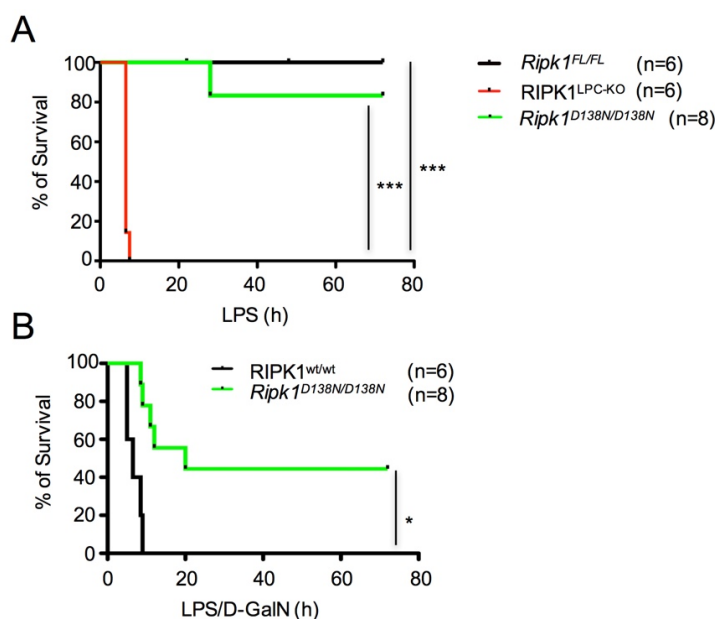 A
100
80
60
40
20
0
% of Survival
0 20 40 60 80
LPS (h)
Ripk1FL/FL (n=6)
RIPK1LPC-KO (n=6)
Ripk1D138N/D138N (n=8)
***
***
B
100
80
60
40
20
0
% of Survival
0 20 40 60 80
LPS/D-GalN (h)
RIPK1wt/wt (n=6)
Ripk1D138N/D138N (n=8)
*